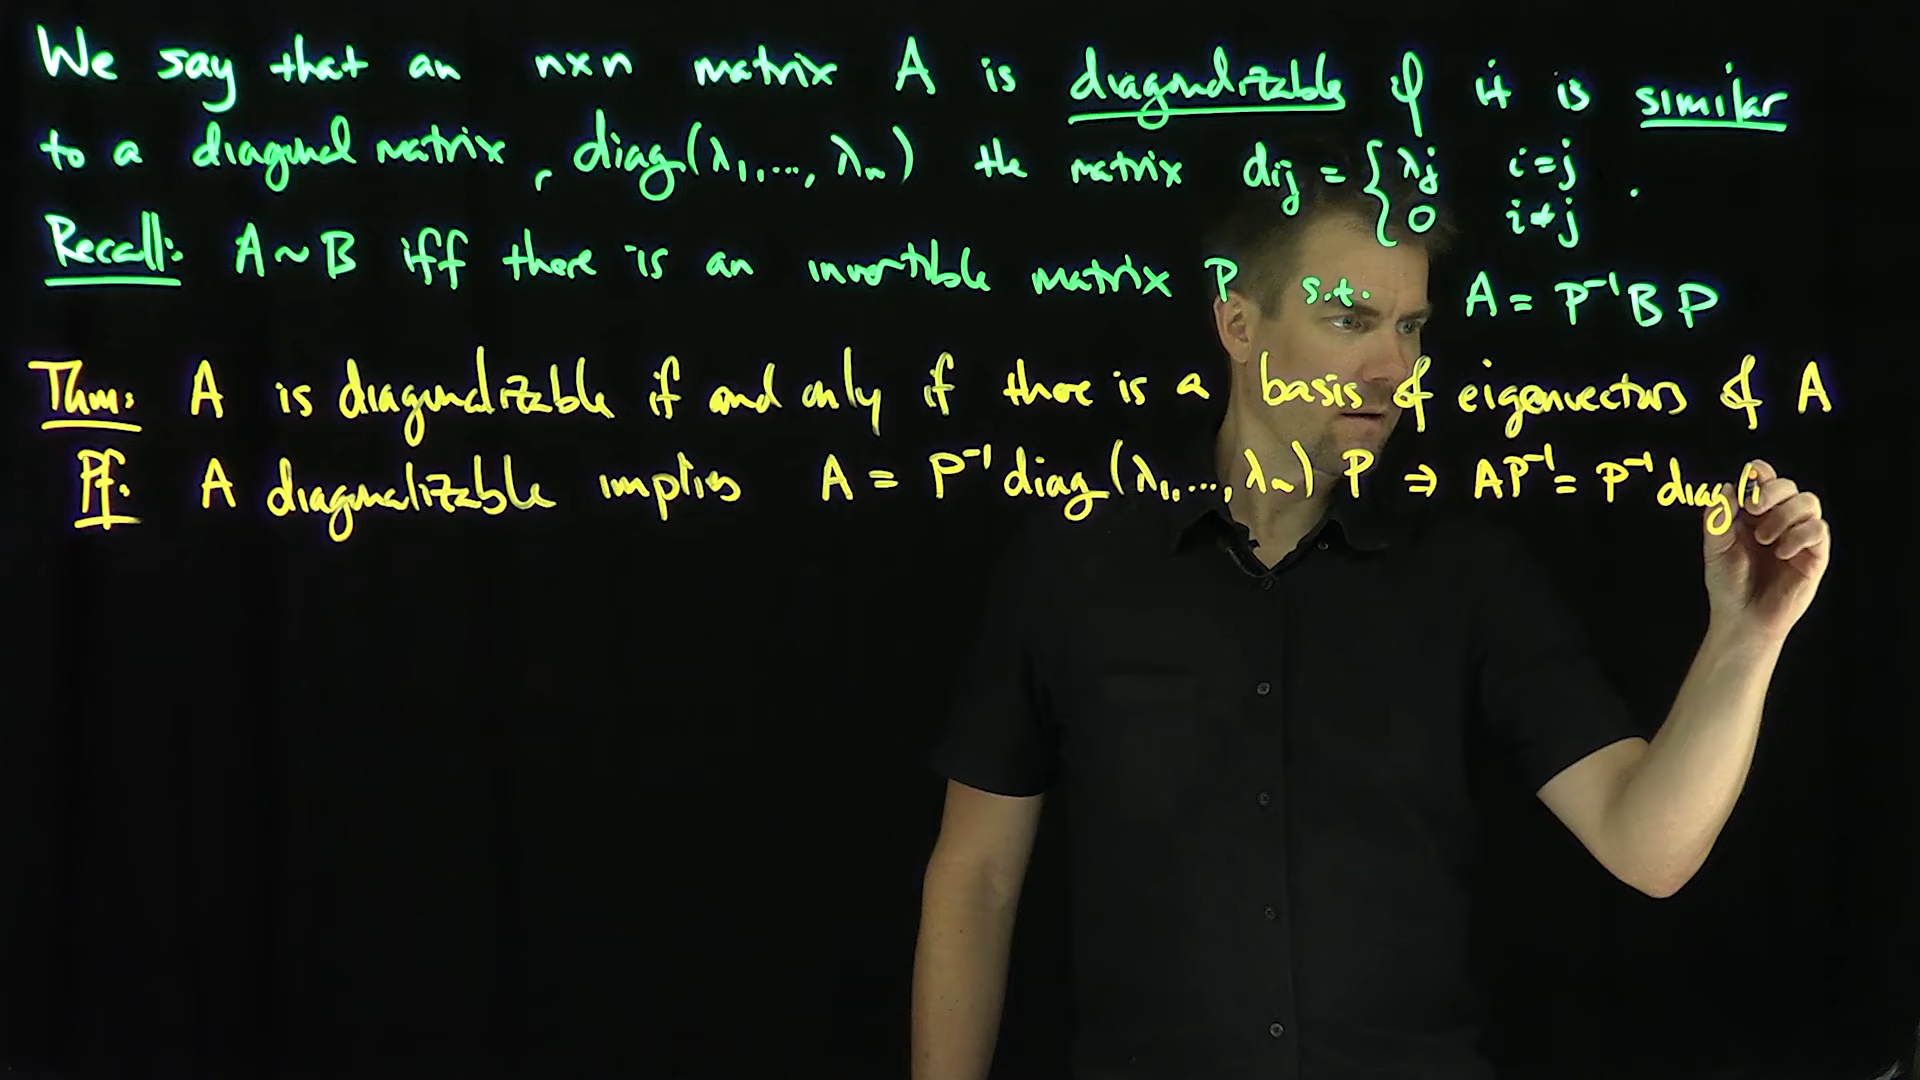 We say that an n×n matrix A is diagonalizable if it is similar
to a diagonal matrix, diag(λ₁,..., λₙ) the matrix dij = { λj i=j
0 i≠j .
Recall: A~B iff there is an invertible matrix P s.t. A = P⁻¹BP
Thm: A is diagonalizable if and only if there is a basis of eigenvectors of A
Pf: A diagonalizable implies A = P⁻¹ diag(λ₁,..., λₙ) P ⇒ AP⁻¹ = P⁻¹diag(